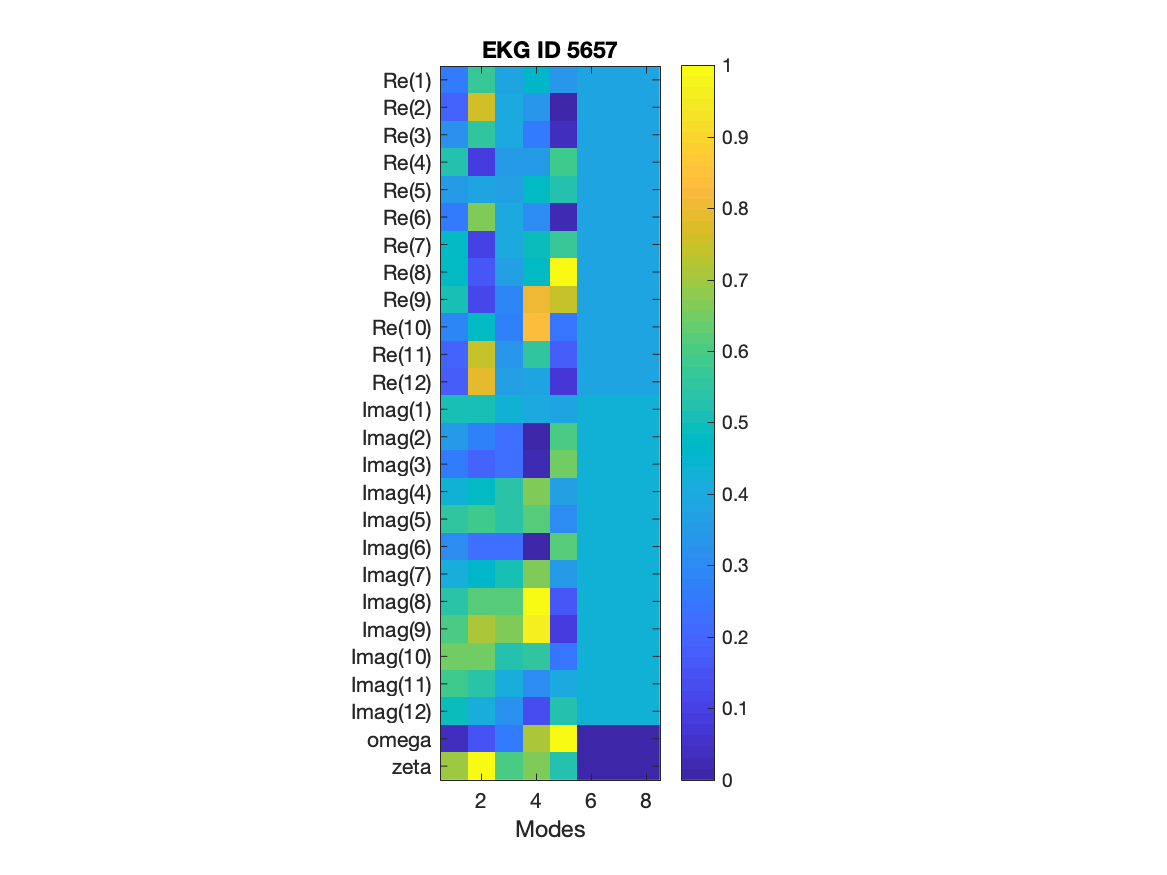 EKG ID 5657
Re(1)
Re(2)
Re(3)
Re(4)
Re(5)
Re(6)
Re(7)
Re(8)
Re(9)
Re(10)
Re(11)
Re(12)
Imag(1)
Imag(2)
Imag(3)
Imag(4)
Imag(5)
Imag(6)
Imag(7)
Imag(8)
Imag(9)
Imag(10)
Imag(11)
Imag(12)
omega
zeta
2 4 6 8
Modes
1
0.9
0.8
0.7
0.6
0.5
0.4
0.3
0.2
0.1
0